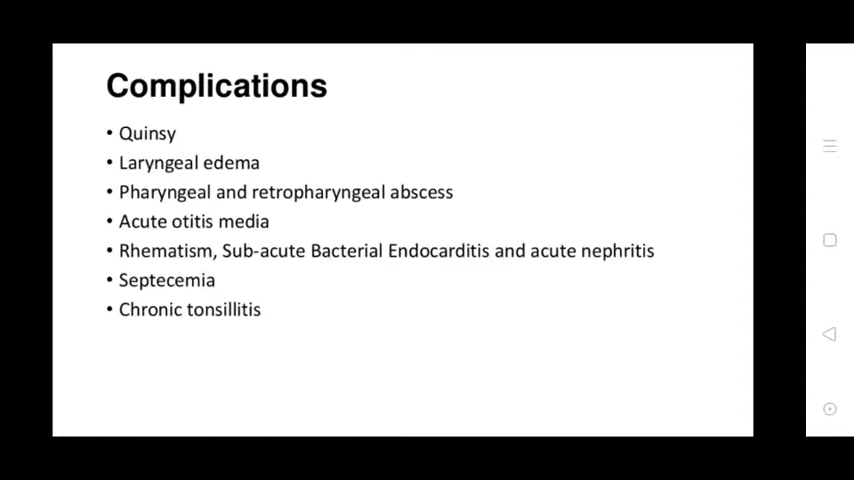 Complications
• Quinsy
• Laryngeal edema
• Pharyngeal and retropharyngeal abscess
• Acute otitis media
• Rhematism, Sub-acute Bacterial Endocarditis and acute nephritis
• Septecemia
• Chronic tonsillitis